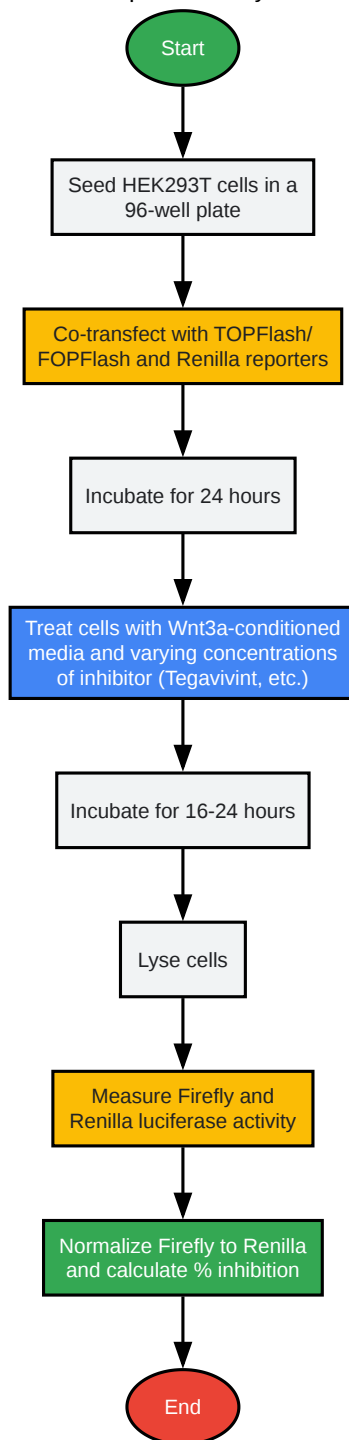 Start
Seed HEK293T cells in a
96-well plate
Co-transfect with TOPFlash/
FOPFlash and Renilla reporters
Incubate for 24 hours
Treat cells with Wnt3a-conditioned
media and varying concentrations
of inhibitor (Tegavivint, etc.)
Incubate for 16-24 hours
Lyse cells
Measure Firefly and
Renilla luciferase activity
Normalize Firefly to Renilla
and calculate % inhibition
End